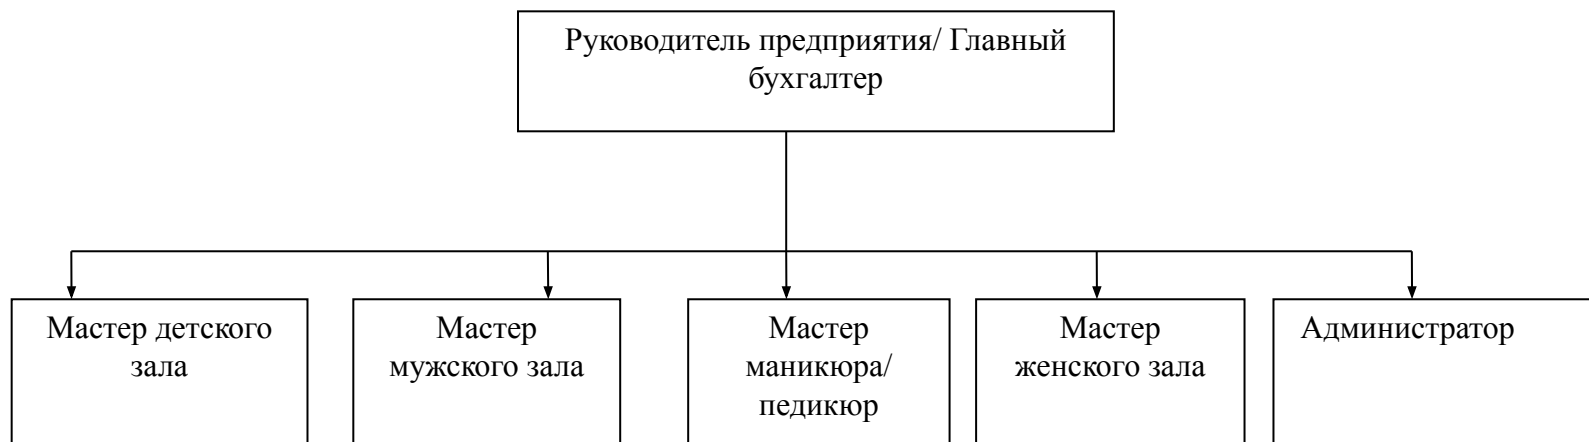 Руководитель предприятия/ Главный
бухгалтер
Мастер детского
зала
Мастер
мужского зала
Мастер
маникюра/
педикюр
Мастер
женского зала
Администратор